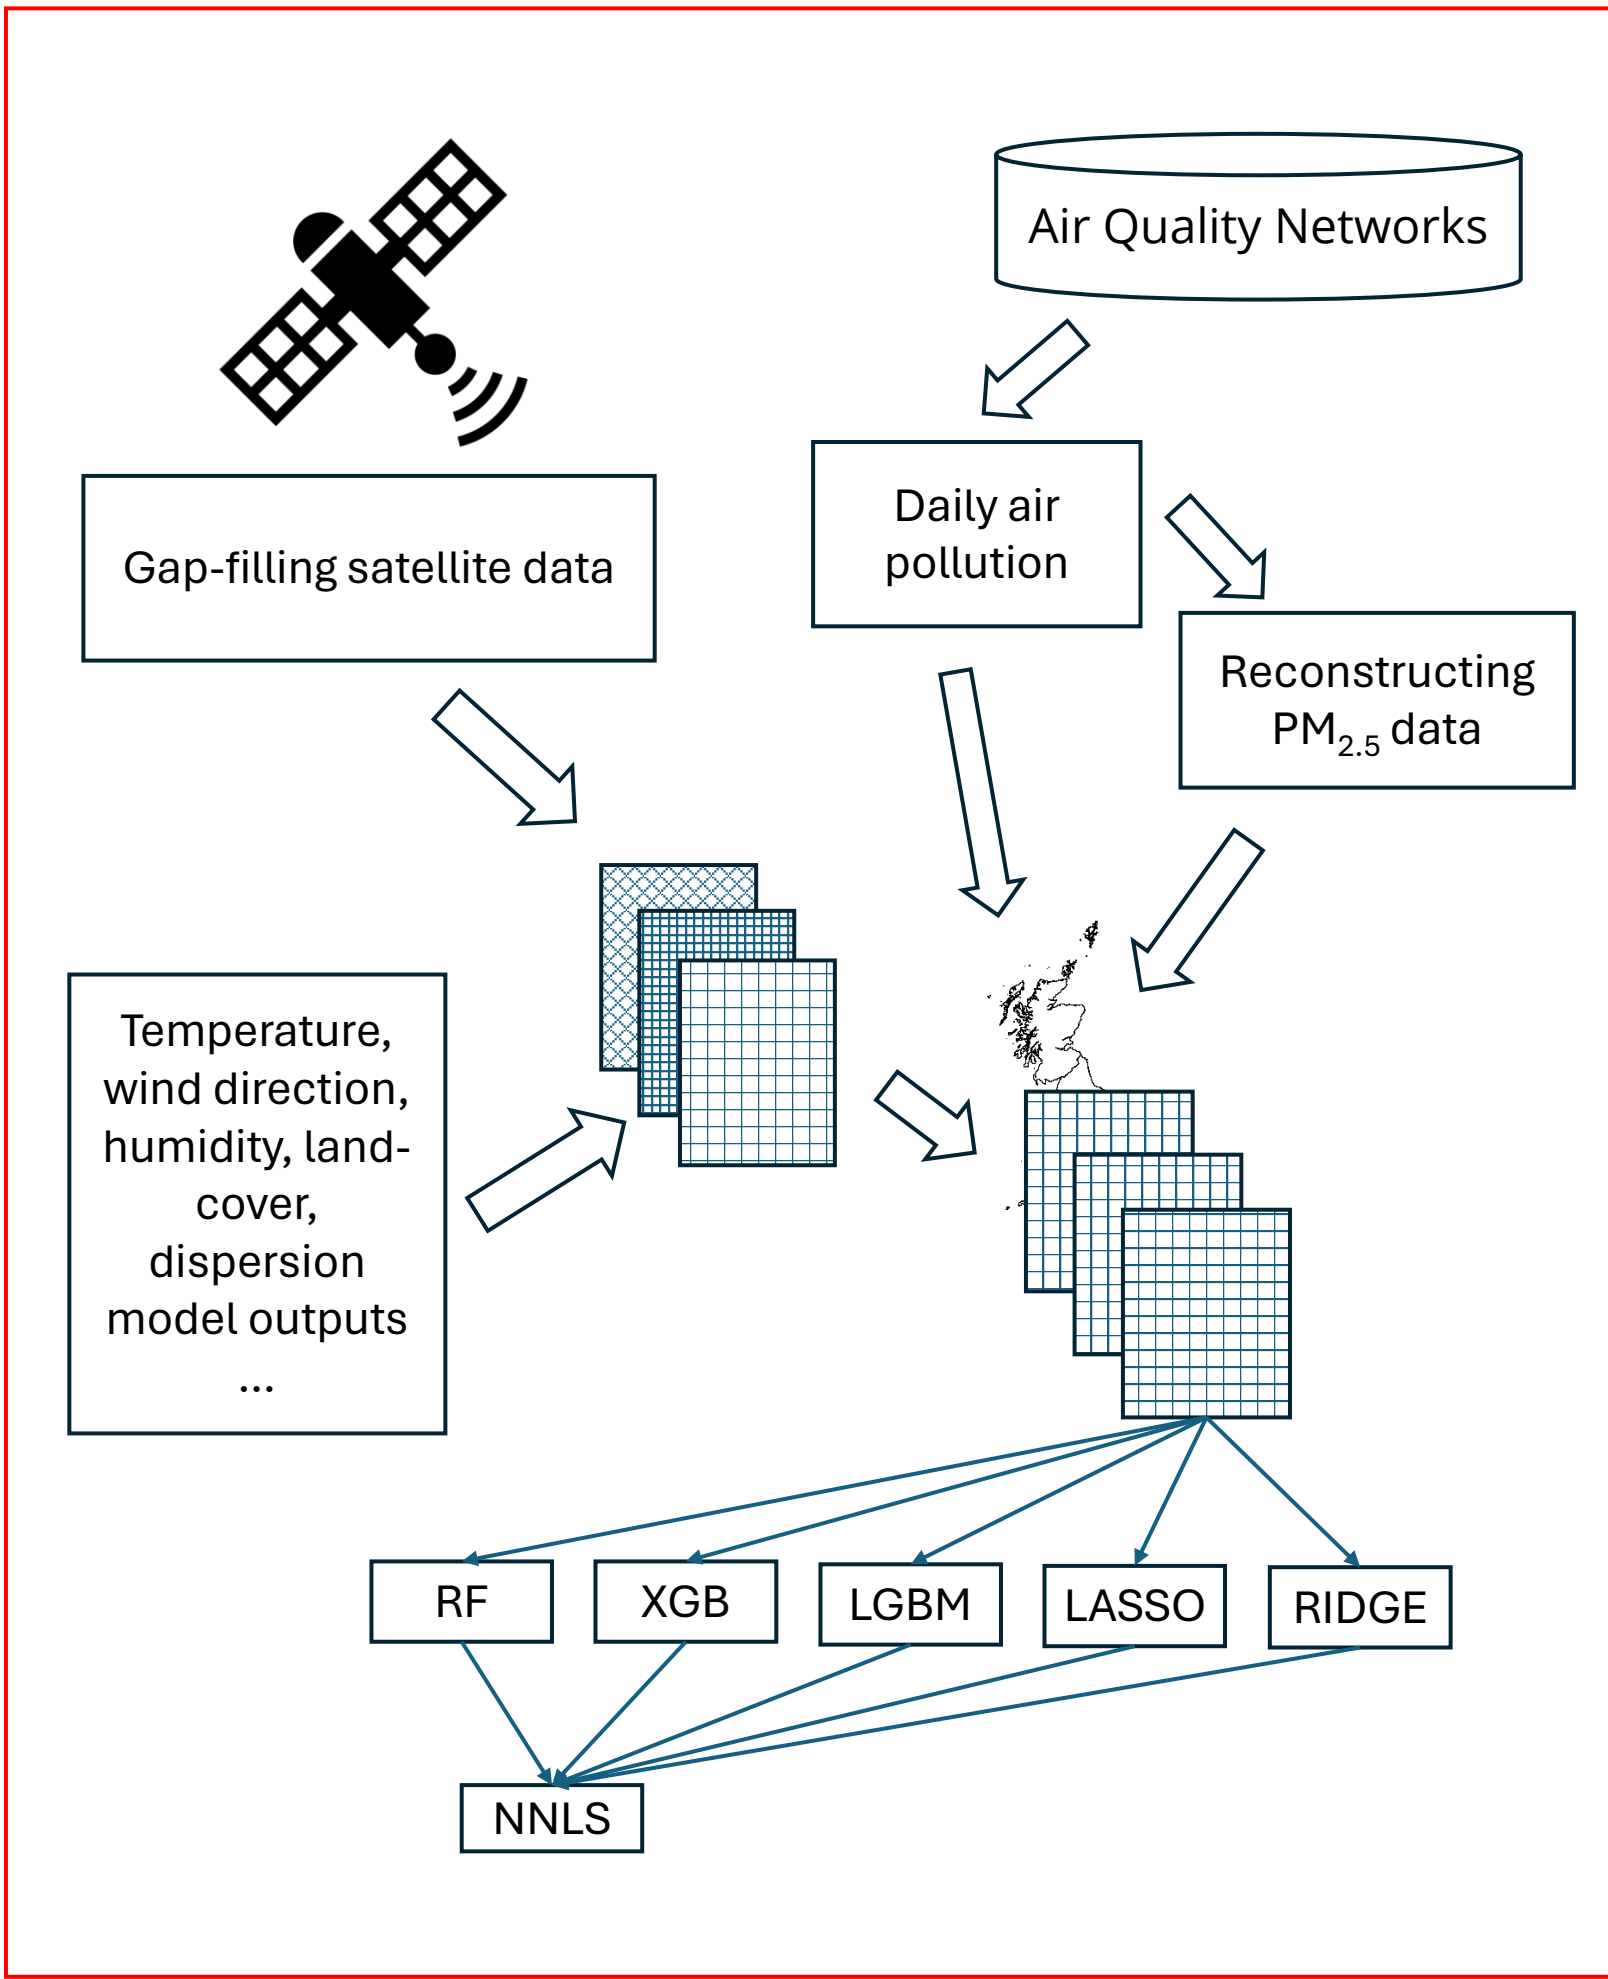 Air Quality Networks
Daily air
pollution
Gap-filling satellite data
Reconstructing
PM2.5 data
Temperature,
wind direction,
humidity, land-
cover,
dispersion
model outputs
...
RF
XGB
LGBM
LASSO
RIDGE
NNLS